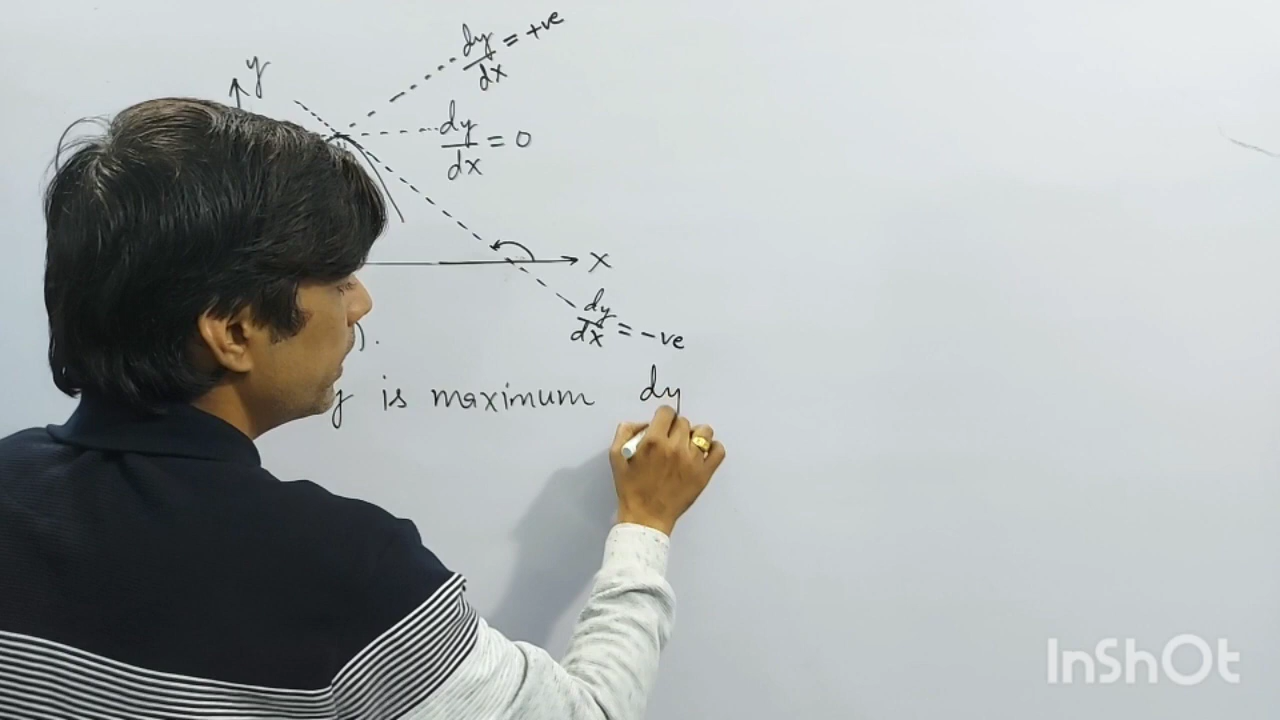 y
dy/dx = +ve
dy/dx = 0
x
dy/dx = -ve
).
y is maximum dy
InShOt